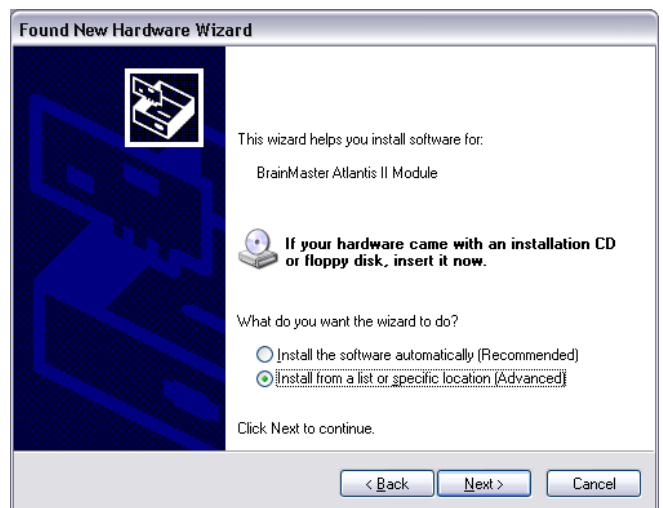 Found New Hardware Wizard
This wizard helps you install software for:
BrainMaster Atlantis II Module
If your hardware came with an installation CD
or floppy disk, insert it now.
What do you want the wizard to do?
Install the software automatically (Recommended)
Install from a list or specific location (Advanced)
Click Next to continue.
< Back Next > Cancel